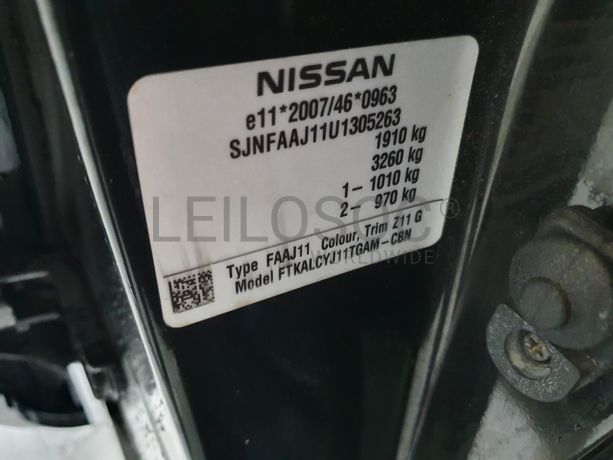 NISSAN
e11*2007/46*0963
SJNFAAJ11U1305263
1910 kg
3260 kg
1- 1010 kg
2- 970 kg
LEILOSOC®
WORLDWIDE
Type FAAJ11 Colour, Trim Z11 G
Model FTKALCYJ11TGAM-CBN